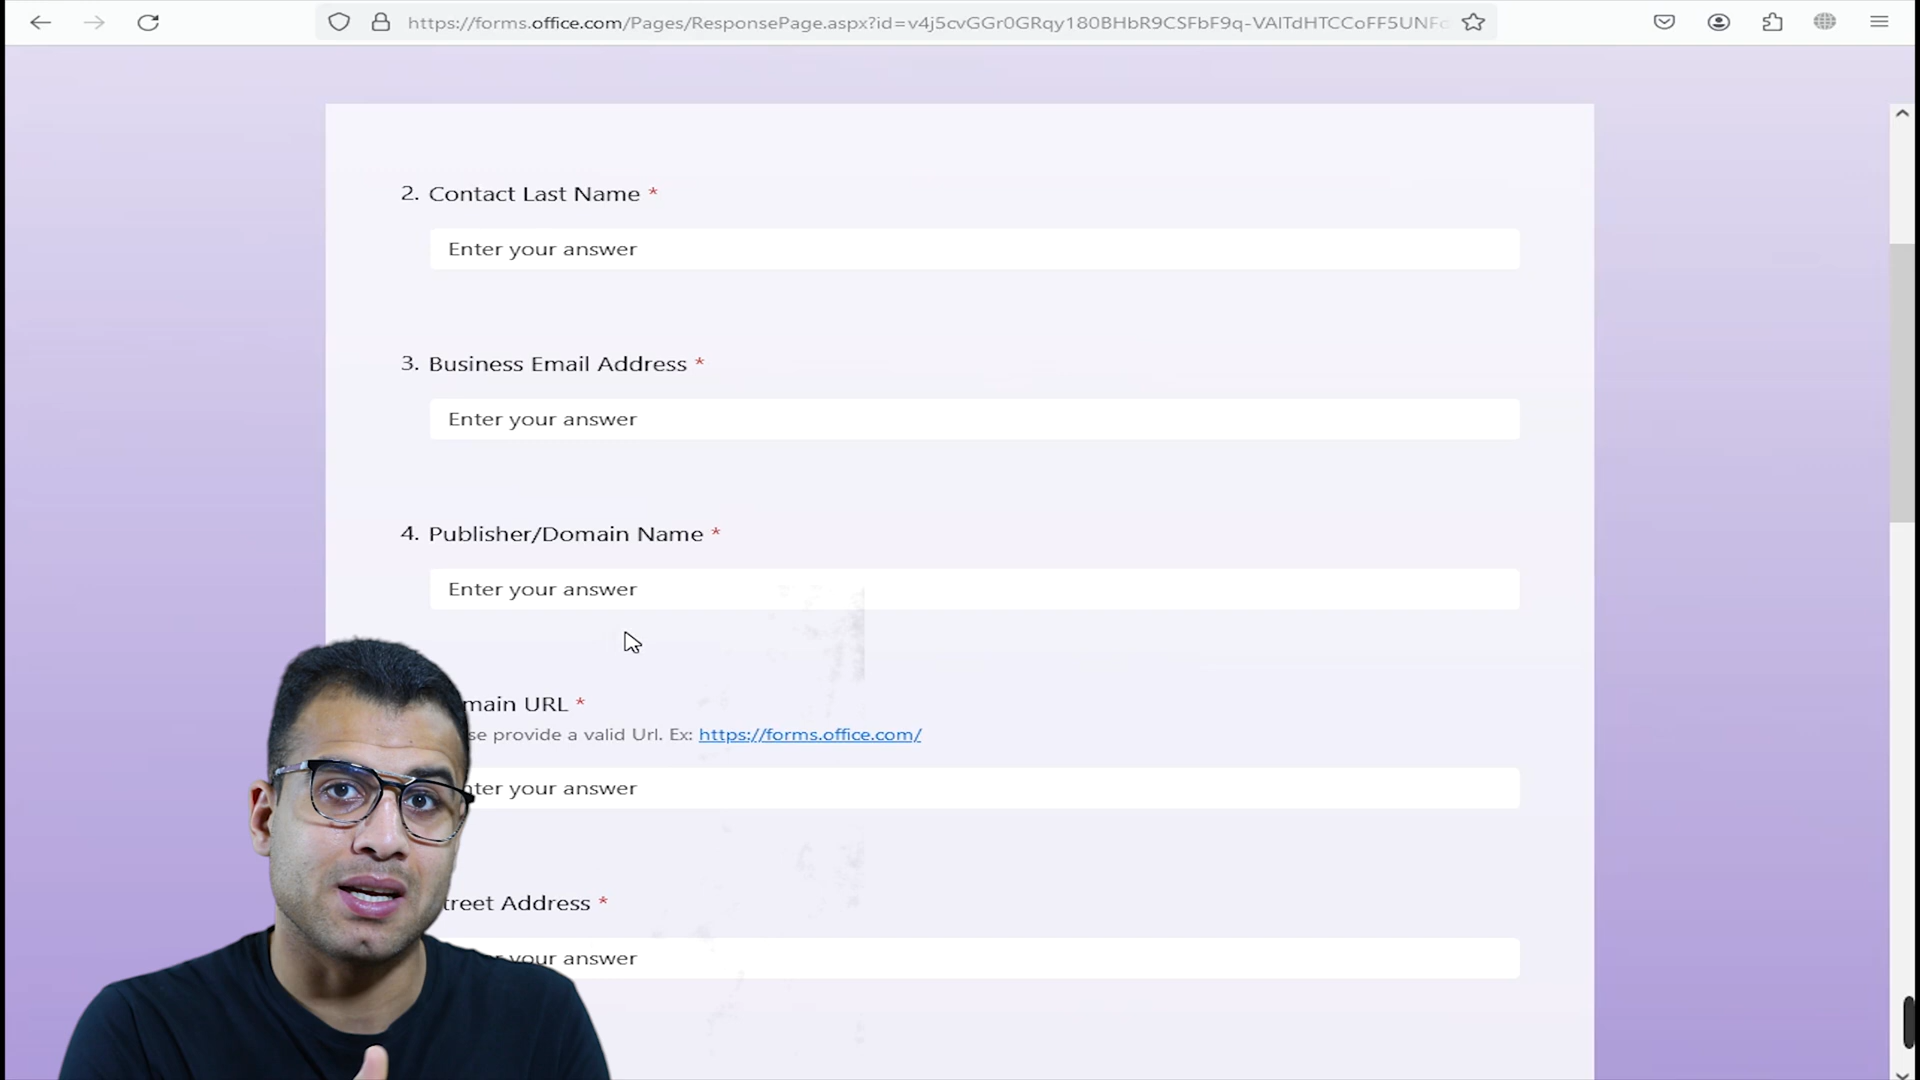 https://forms.office.com/Pages/ResponsePage.aspx?id=v4j5cvGGr0GRqy180BHbR9CSFbF9q-VAlTdHTCCoFF5UNF
2. Contact Last Name *
Enter your answer
3. Business Email Address *
Enter your answer
4. Publisher/Domain Name *
Enter your answer
main URL *
se provide a valid Url. Ex: https://forms.office.com/
nter your answer
treet Address *
your answer